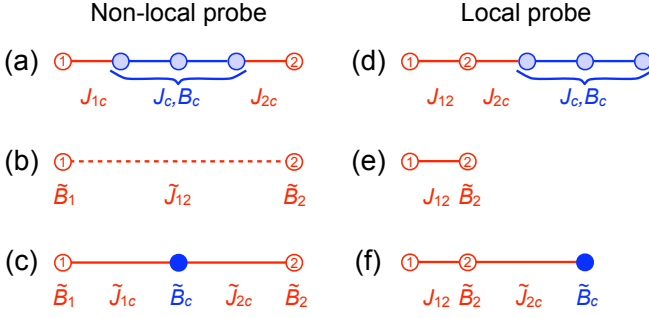 Non-local probe Local probe
(a) 1 2 (d) 1 2
J1c Jc,Bc J2c J12 J2c Jc,Bc
(b) 1 2 (e) 1 2
B̃1 J̃12 B̃2 J12 B̃2
(c) 1 2 (f) 1 2
B̃1 J̃1c B̃c J̃2c B̃2 J12 B̃2 J̃2c B̃c